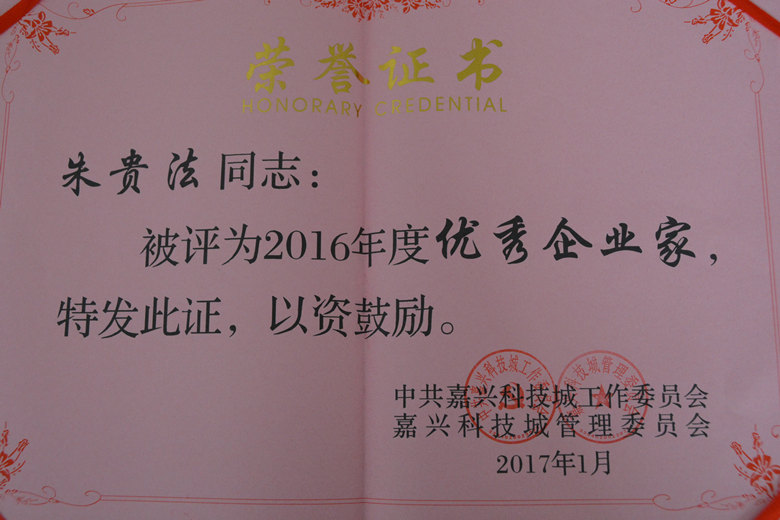 荣誉证书
HONORARY CREDENTIAL
朱贵法同志：
被评为2016年度优秀企业家，
特发此证，以资鼓励。
中共嘉兴科技城工作委员会
嘉兴科技城管理委员会
2017年1月